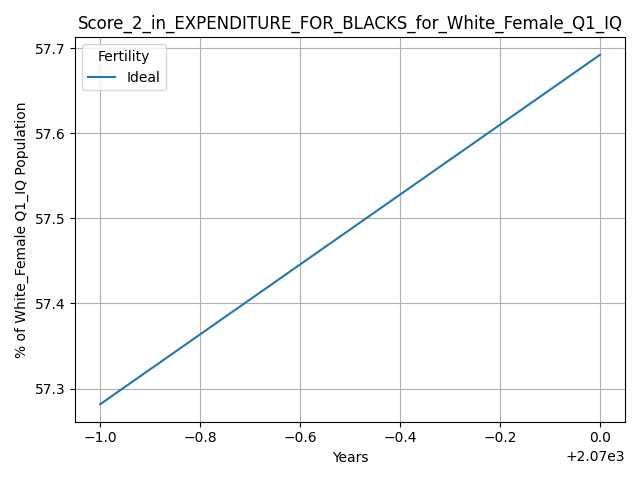 Score_2_in_EXPENDITURE_FOR_BLACKS_for_White_Female_Q1_IQ
Fertility
Ideal
% of White_Female Q1_IQ Population
57.7
57.6
57.5
57.4
57.3
−1.0 −0.8 −0.6 −0.4 −0.2 0.0
Years
+2.07e3